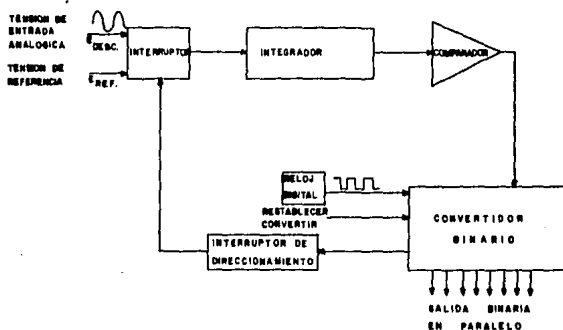 TENSION DE
ENTRADA
ANALOGICA
E DESC.
TENSION DE
REFERENCIA
E REF.
INTERRUPTOR
INTEGRADOR
COMPARADOR
RELOJ
DIGITAL
RESTABLECER
CONVERTIR
INTERRUPTOR DE
DIRECCIONAMIENTO
CONVERTIDOR
BINARIO
SALIDA BINARIA
EN PARALELO